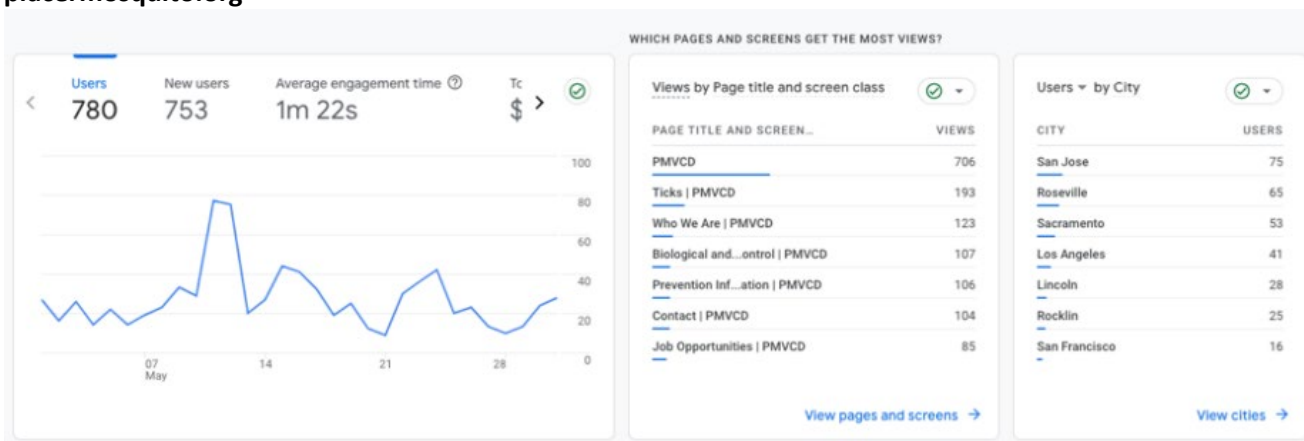 WHICH PAGES AND SCREENS GET THE MOST VIEWS?
Users New users Average engagement time Tc
780 753 1m 22s $
100
80
60
40
20
0
07 14 21 28
May
Views by Page title and screen class
PAGE TITLE AND SCREEN... VIEWS
PMVCD 706
Ticks | PMVCD 193
Who We Are | PMVCD 123
Biological and...ontrol | PMVCD 107
Prevention Inf...ation | PMVCD 106
Contact | PMVCD 104
Job Opportunities | PMVCD 85
View pages and screens →
Users by City
CITY USERS
San Jose 75
Roseville 65
Sacramento 53
Los Angeles 41
Lincoln 28
Rocklin 25
San Francisco 16
View cities →